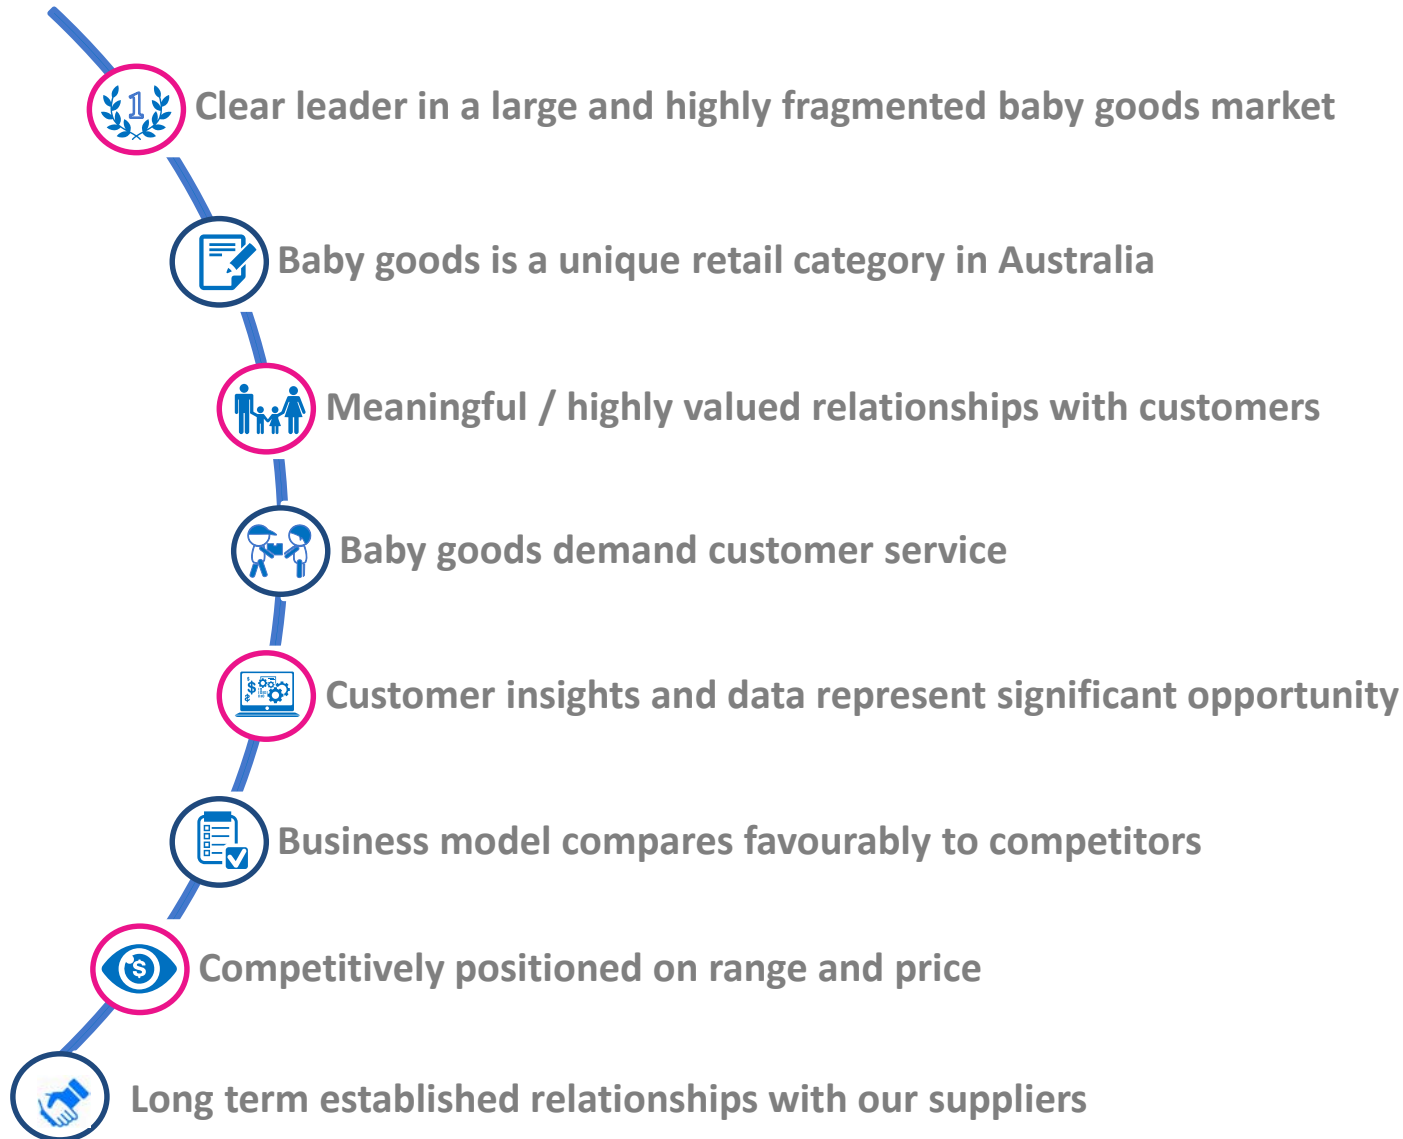 1
Clear leader in a large and highly fragmented baby goods market
Baby goods is a unique retail category in Australia
Meaningful / highly valued relationships with customers
Baby goods demand customer service
$
$
Customer insights and data represent significant opportunity
Business model compares favourably to competitors
$
Competitively positioned on range and price
Long term established relationships with our suppliers